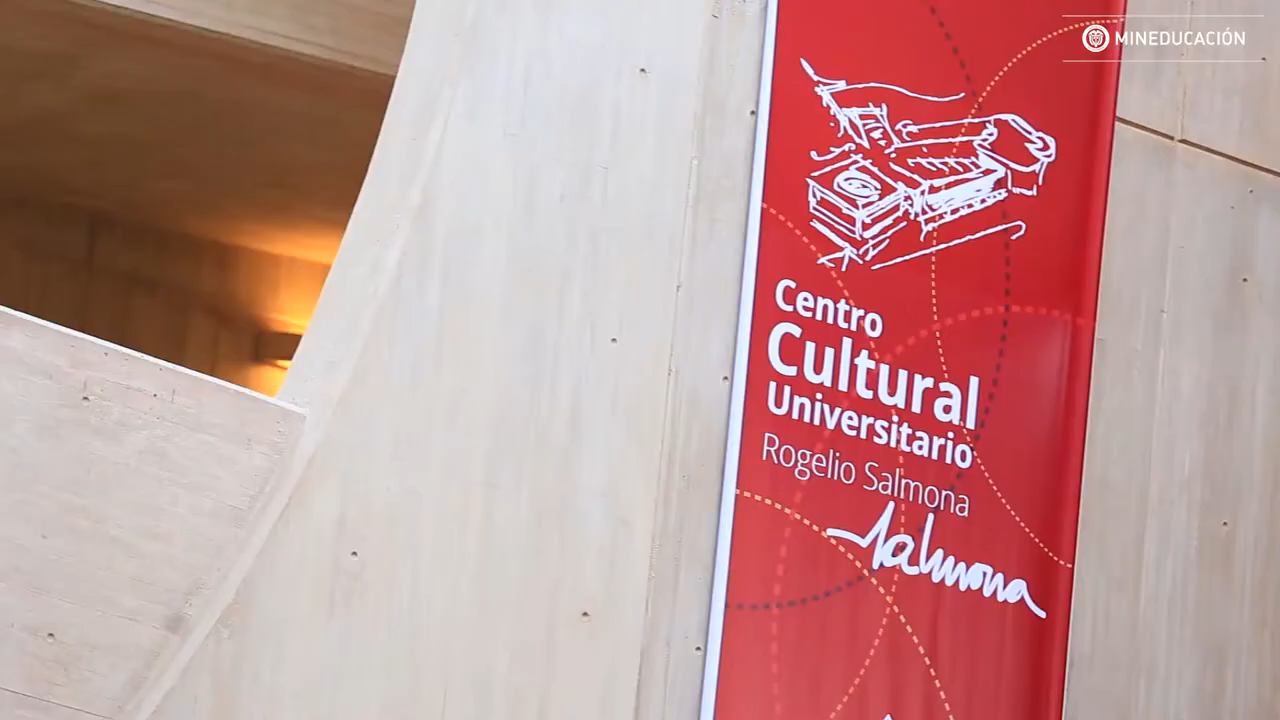 MINEDUCACIÓN
Centro
Cultural
Universitario
Rogelio Salmona
Salmona